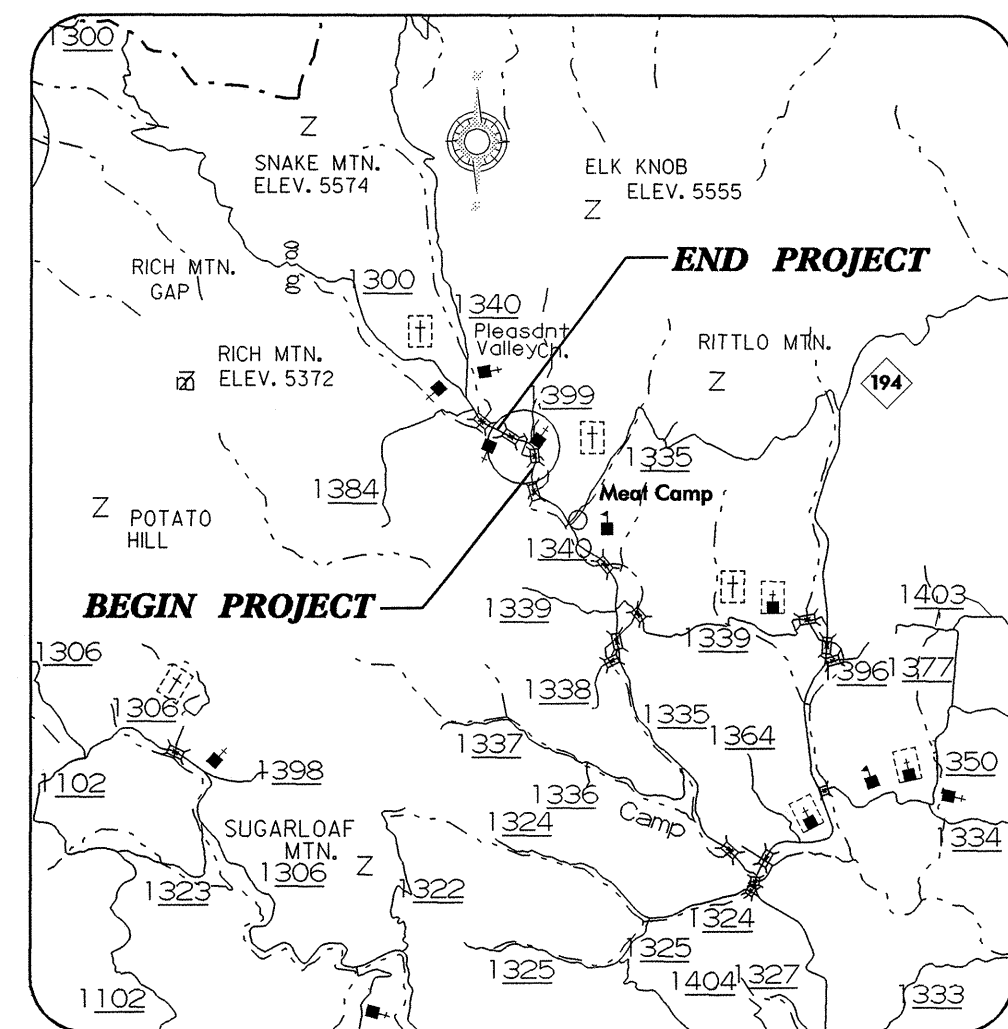 1300
SNAKE MTN.
ELEV. 5574
ELK KNOB
ELEV. 5555
END PROJECT
RICH MTN.
GAP
1300
1340
Pleasant
Valley Ch.
RITTLO MTN.
RICH MTN.
ELEV. 5372
194
399
1335
1384
Meat Camp
POTATO
HILL
1340
BEGIN PROJECT
1339
1403
1339
1306
1396
1377
1338
1306
1335
1364
1337
350
1102
1398
1336
Camp
1324
SUGARLOAF
MTN.
1334
1306
1323
1322
1324
1325
1325
1404
1327
1102
1333